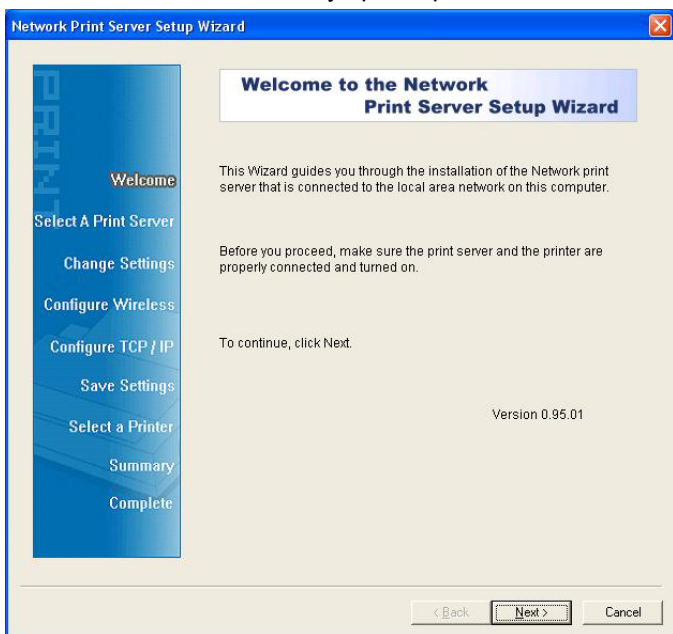 Network Print Server Setup Wizard
PRINT
Welcome to the Network
Print Server Setup Wizard
Welcome
Select A Print Server
Change Settings
Configure Wireless
Configure TCP / IP
Save Settings
Select a Printer
Summary
Complete
This Wizard guides you through the installation of the Network print
server that is connected to the local area network on this computer.
Before you proceed, make sure the print server and the printer are
properly connected and turned on.
To continue, click Next.
Version 0.95.01
< Back
Next >
Cancel